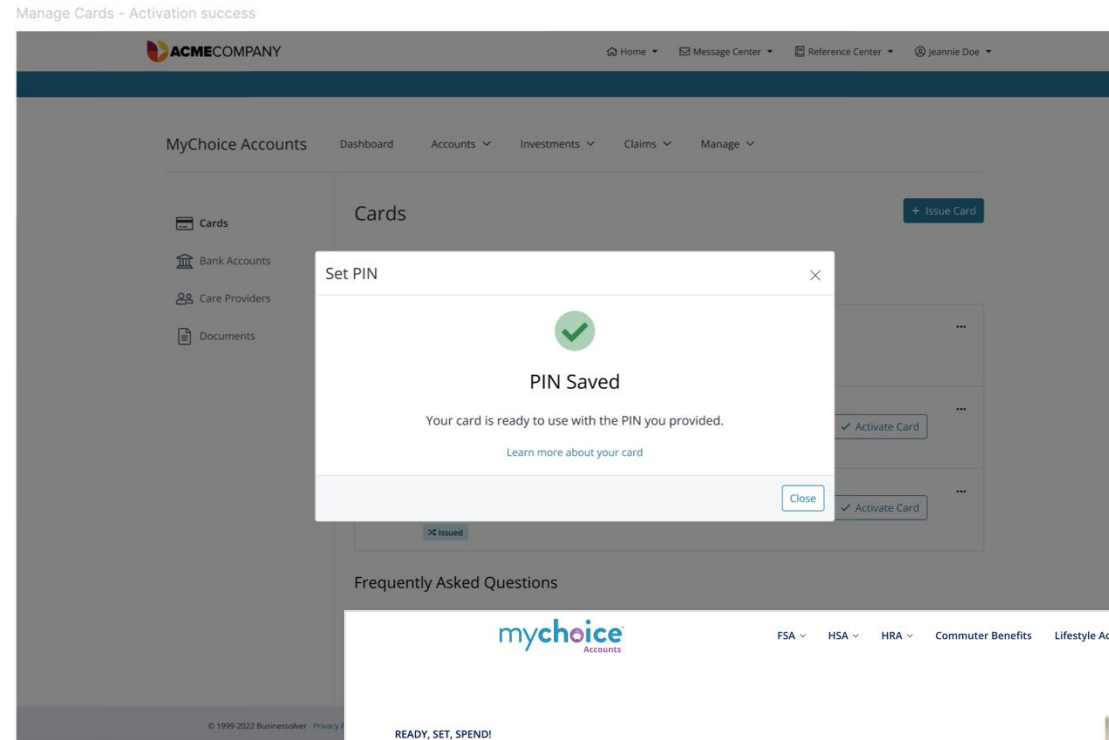 Manage Cards - Activation success
ACMECOMPANY
Home
Message Center
Reference Center
Jeannie Doe
MyChoice Accounts
Dashboard
Accounts
Investments
Claims
Manage
Cards
Bank Accounts
Care Providers
Documents
Cards
+ Issue Card
Set PIN
PIN Saved
Your card is ready to use with the PIN you provided.
Learn more about your card
Close
Activate Card
Activate Card
Issued
Frequently Asked Questions
mychoice
Accounts
FSA
HSA
HRA
Commuter Benefits
Lifestyle Ac
READY, SET, SPEND!
© 1999-2022 Businessolver Privacy